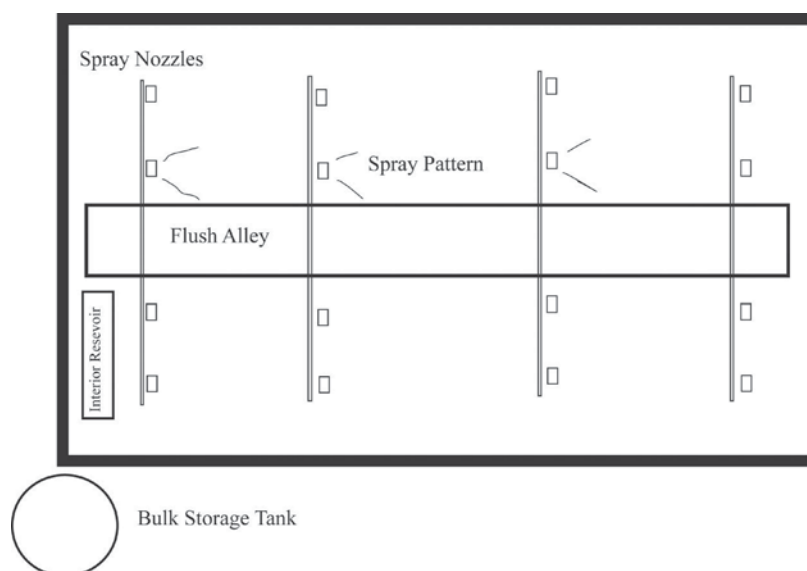 Spray Nozzles
Spray Pattern
Flush Alley
Interior Resevoir
Bulk Storage Tank